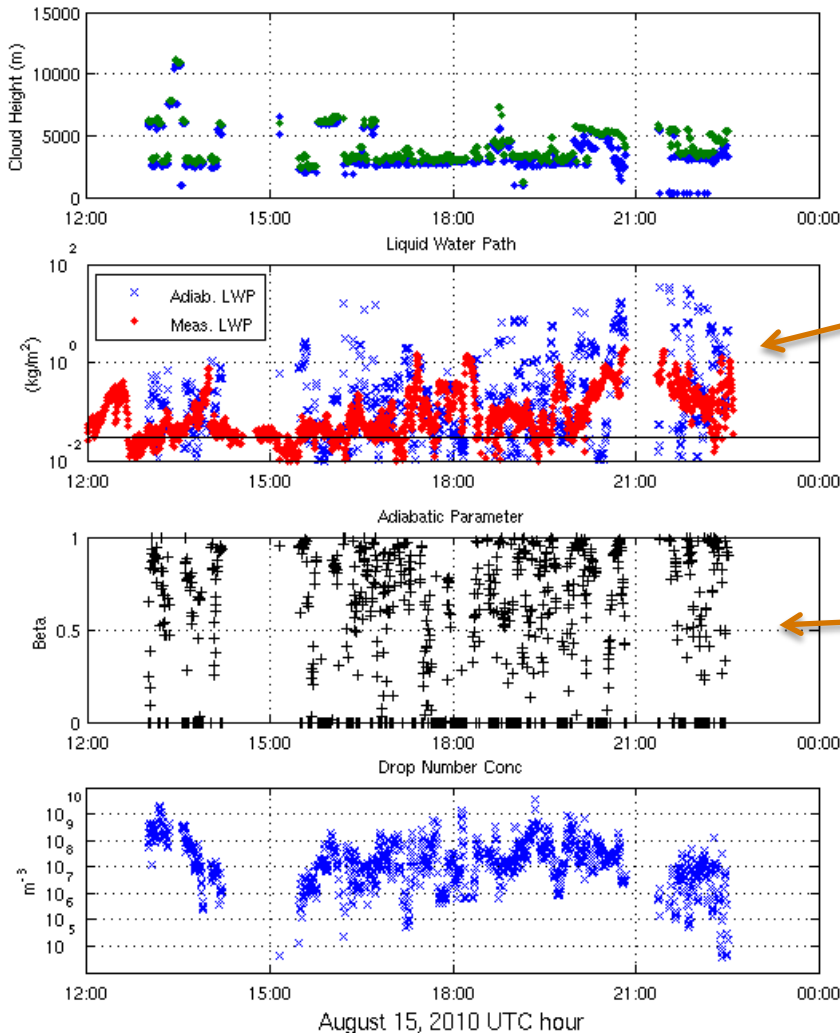 15000
10000
5000
0
Cloud Height (m)
12:00 15:00 18:00 21:00 00:00
Liquid Water Path
10 2
10 0
10 -2
(kg/m2)
Adiab. LWP
Meas. LWP
12:00 15:00 18:00 21:00 00:00
Adiabatic Parameter
1
0.5
0
Beta
12:00 15:00 18:00 21:00 00:00
Drop Number Conc
10
10 9
10 8
10 7
10 6
10 5
10 5
m-3
12:00 15:00 18:00 21:00 00:00
August 15, 2010 UTC hour